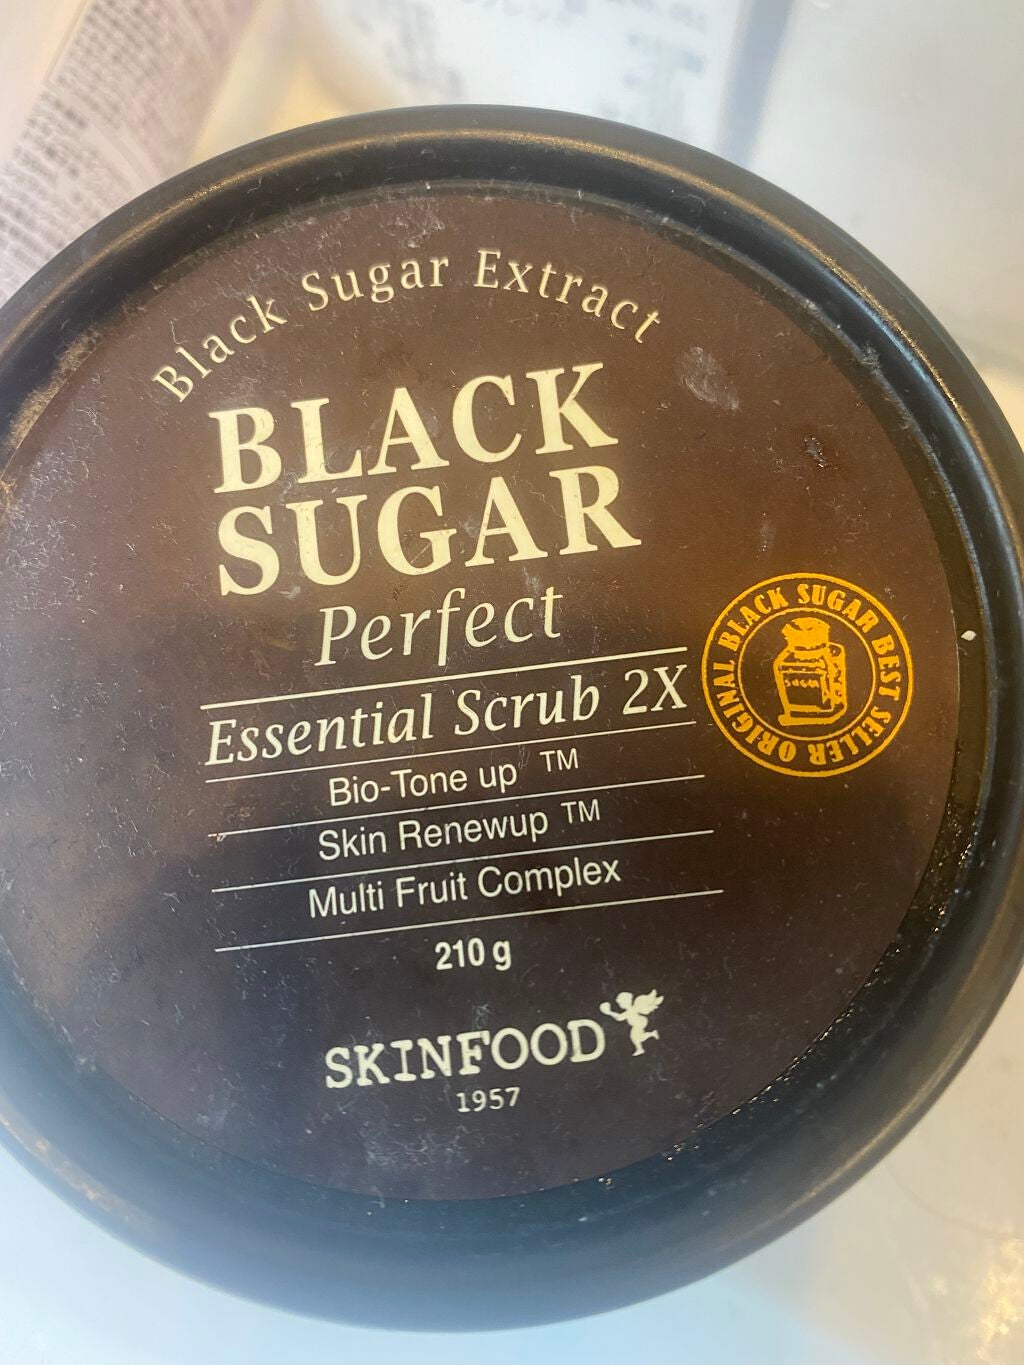 Black Sugar Extract
BLACK
SUGAR
Perfect
Essential Scrub 2X
Bio-Tone up TM
Skin Renewup TM
Multi Fruit Complex
210 g
SKINFOOD
1957
ORIGINAL BLACK SUGAR BEST SELLER
SUGAR